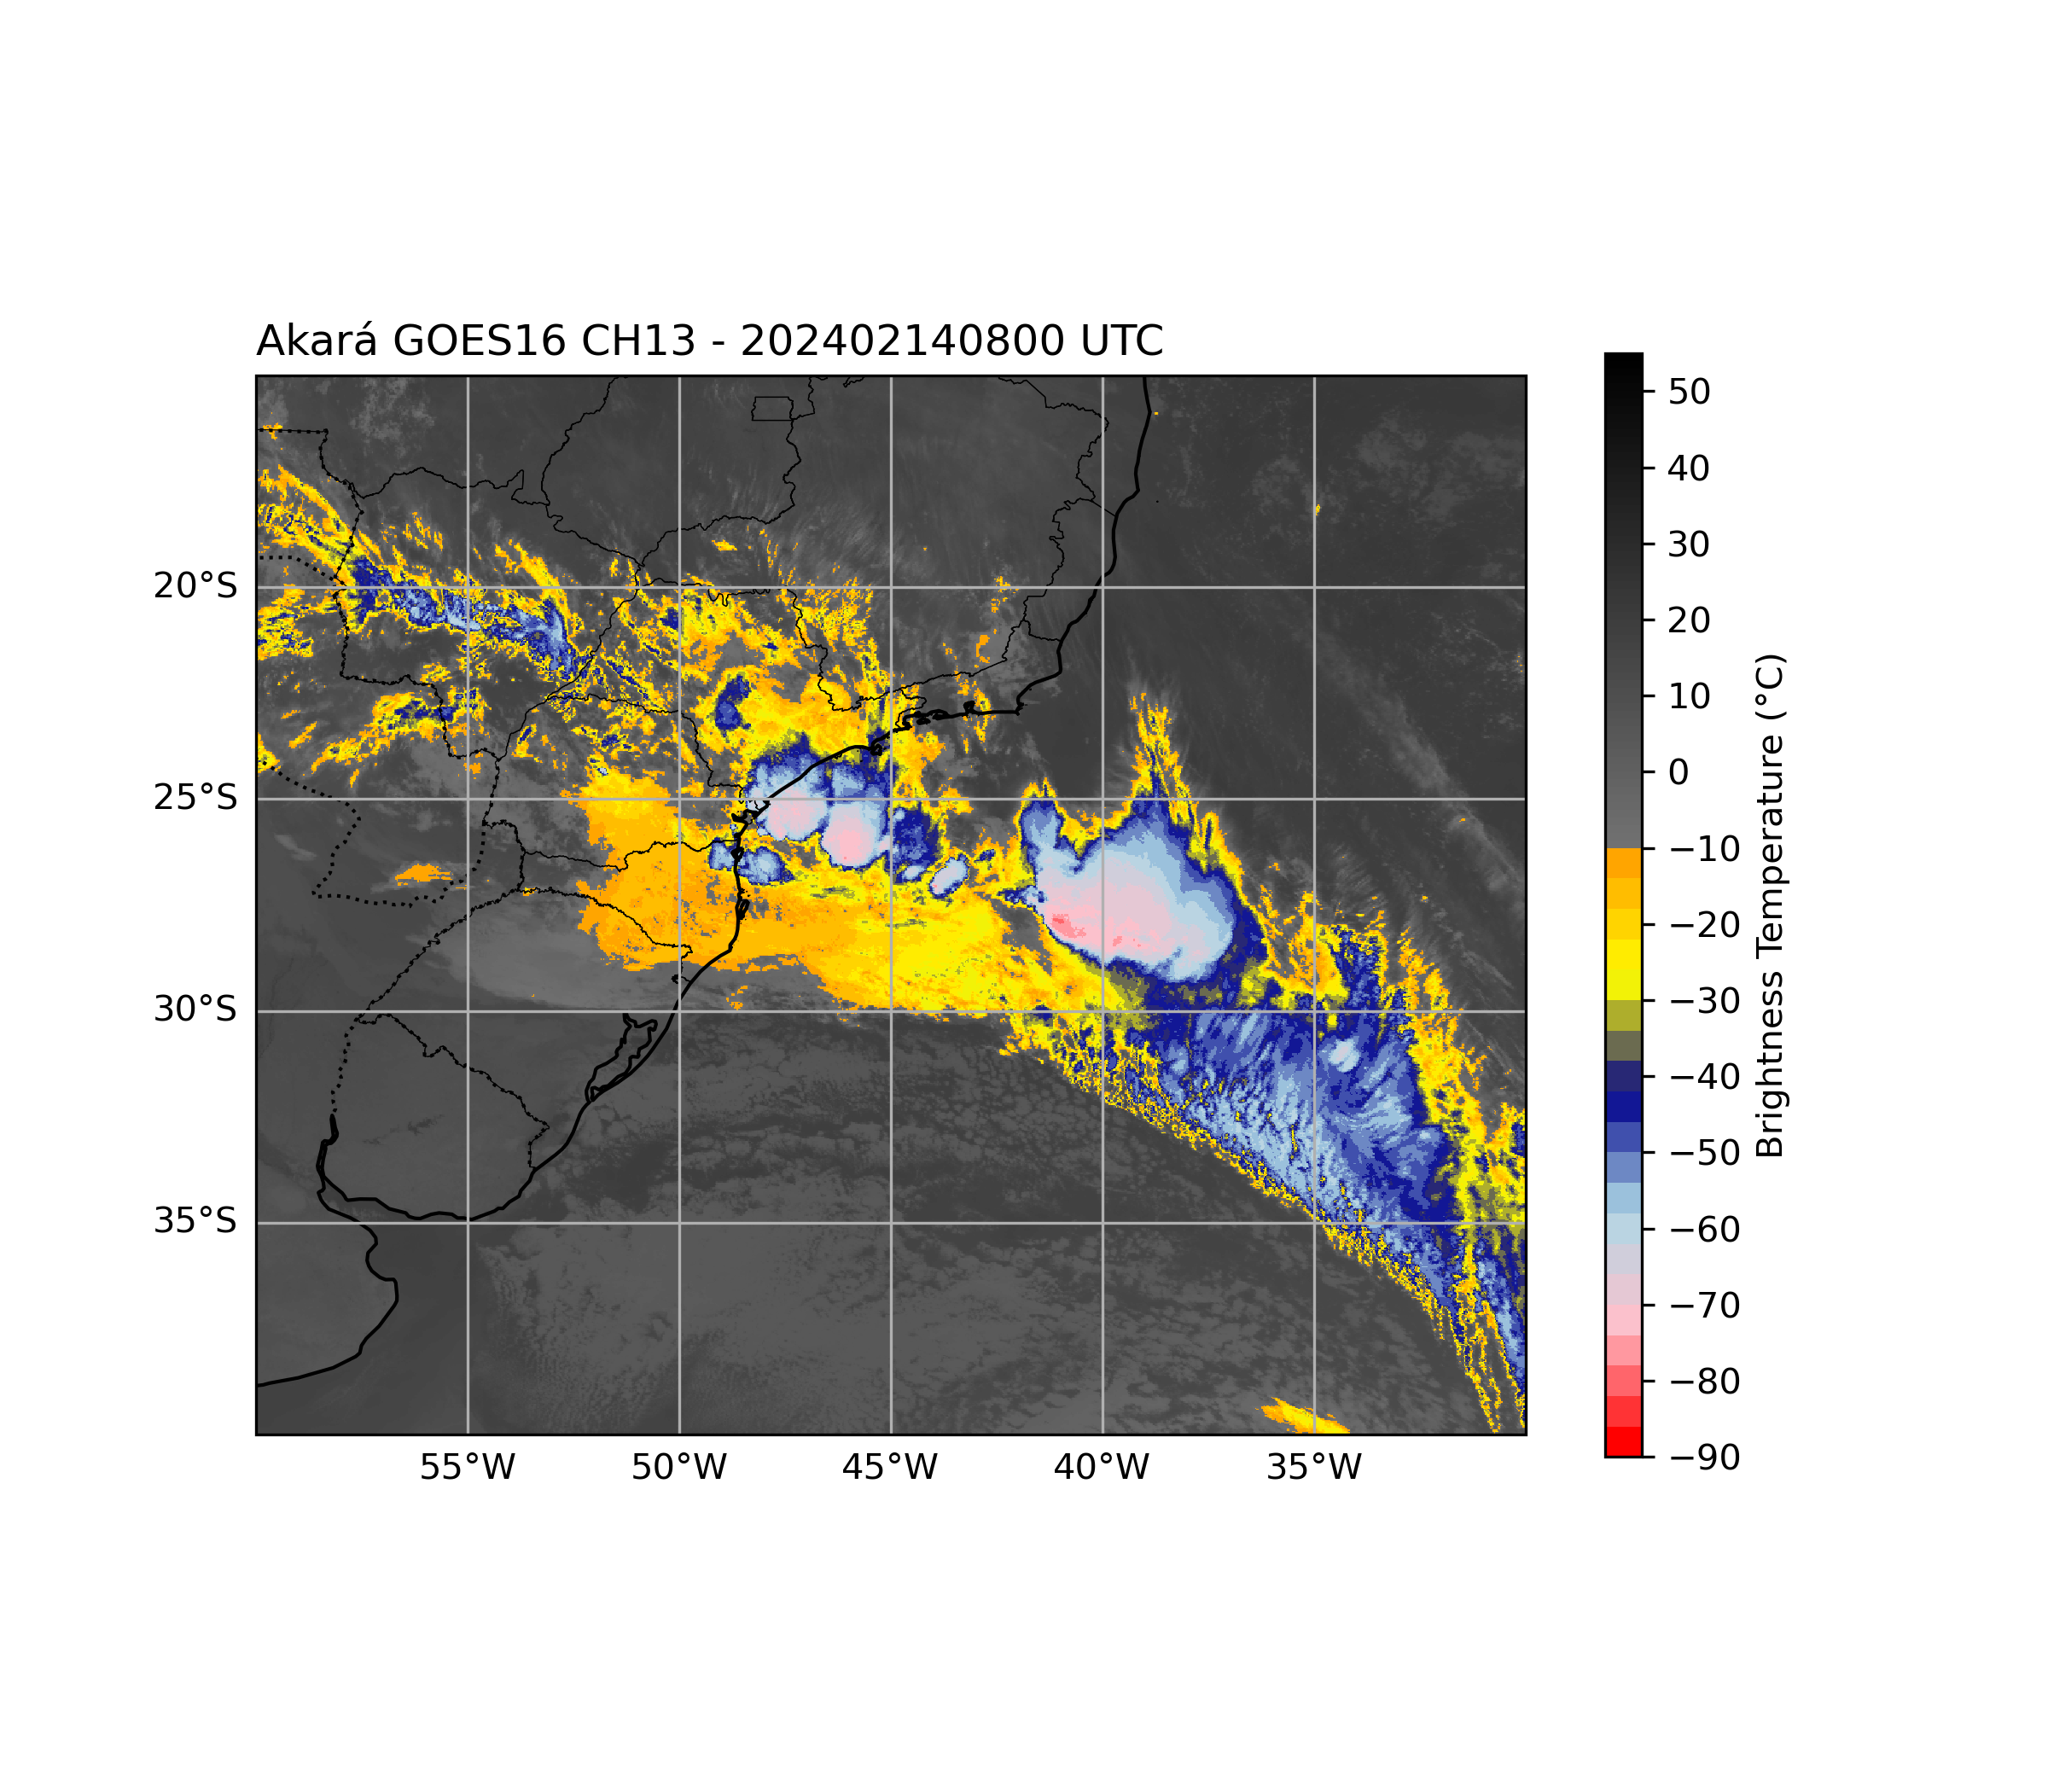 Akará GOES16 CH13 - 202402140800 UTC
20°S
25°S
30°S
35°S
55°W
50°W
45°W
40°W
35°W
50
40
30
20
10
0
−10
−20
−30
−40
−50
−60
−70
−80
−90
Brightness Temperature (°C)